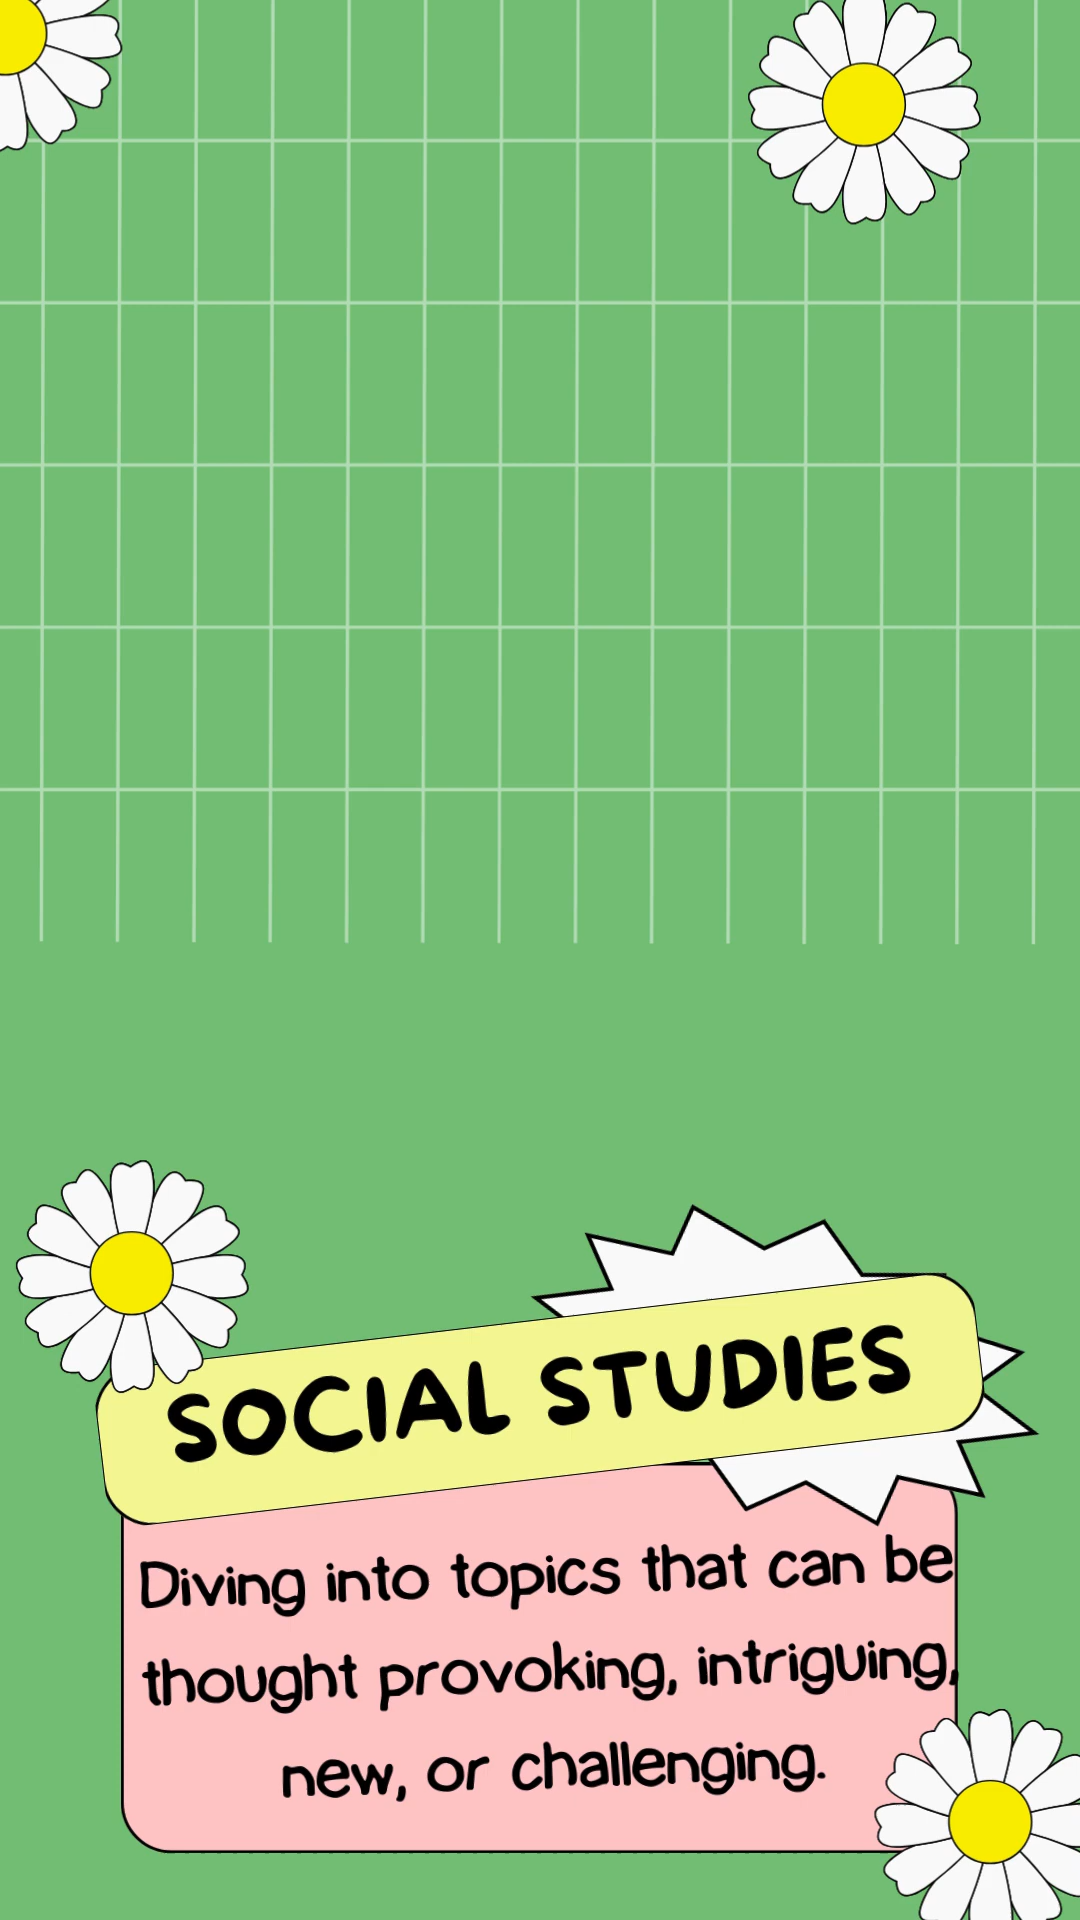 SOCIAL STUDIES
Diving into topics that can be
thought provoking, intriguing,
new, or challenging.